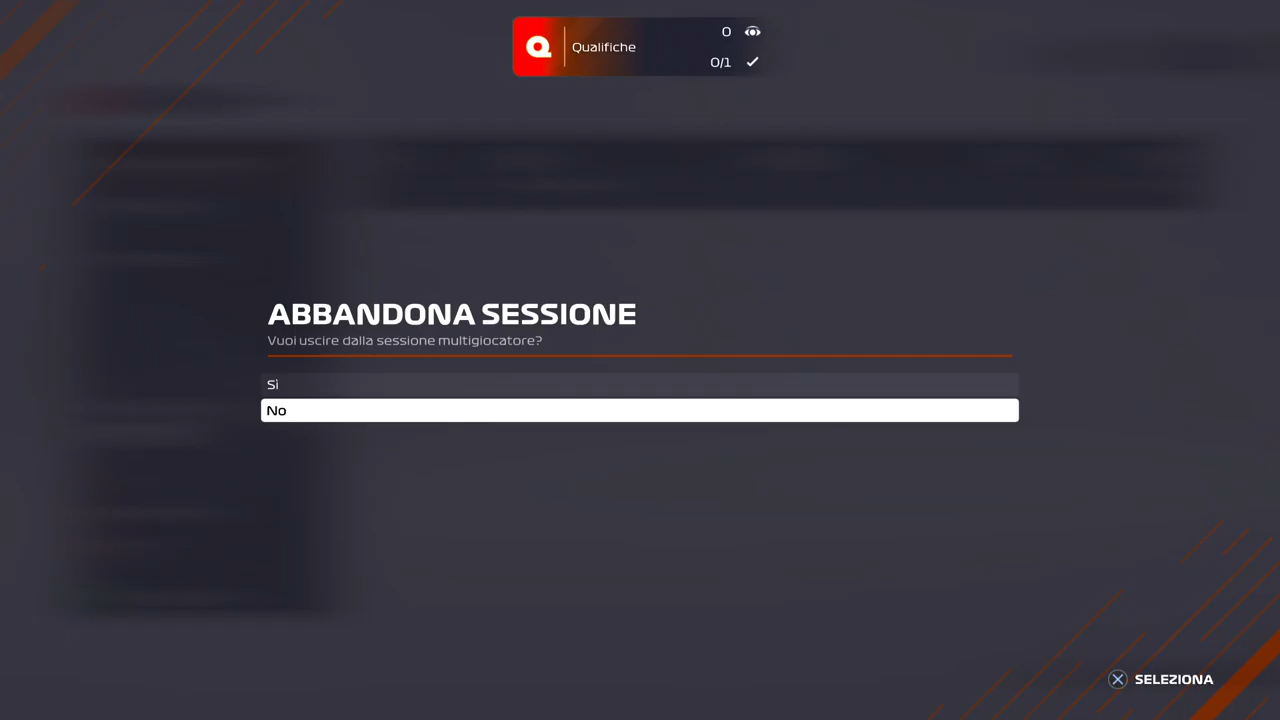 Q
Qualifiche
0
0/1
ABBANDONA SESSIONE
Vuoi uscire dalla sessione multigiocatore?
Sì
No
SELEZIONA